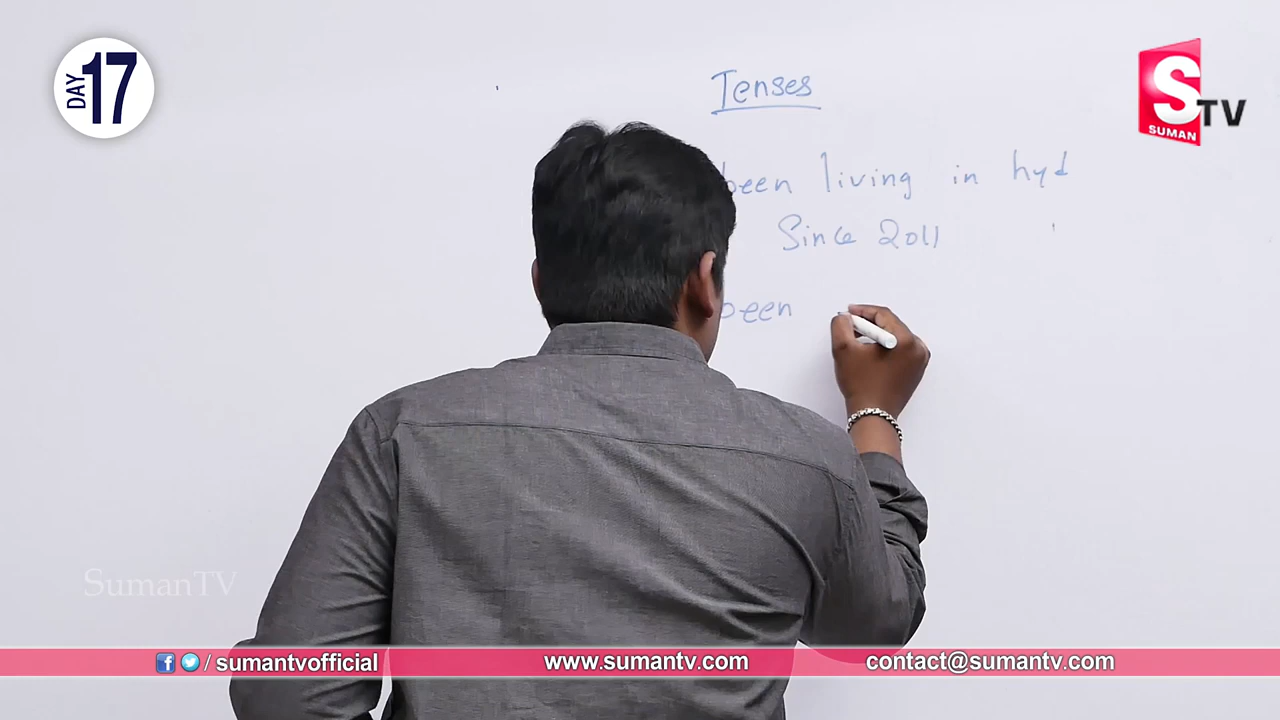 DAY 17
S TV
SUMAN
Tenses
been living in hyd
Since 2011
been
SumanTV
/ sumantvofficial
www.sumantv.com
contact@sumantv.com